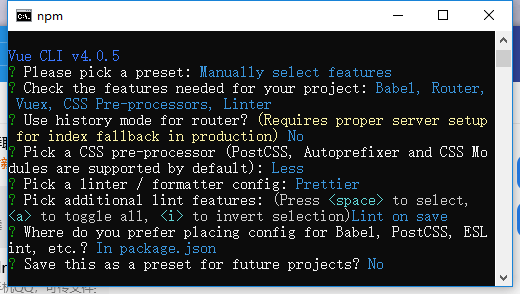 npm
Vue CLI v4.0.5
? Please pick a preset: Manually select features
? Check the features needed for your project: Babel, Router,
Vuex, CSS Pre-processors, Linter
? Use history mode for router? (Requires proper server setup
for index fallback in production) No
? Pick a CSS pre-processor (PostCSS, Autoprefixer and CSS Mo
dules are supported by default): Less
? Pick a linter / formatter config: Prettier
? Pick additional lint features: (Press <space> to select,
<a> to toggle all, <i> to invert selection)Lint on save
? Where do you prefer placing config for Babel, PostCSS, ESL
int, etc.? In package.json
? Save this as a preset for future projects? No